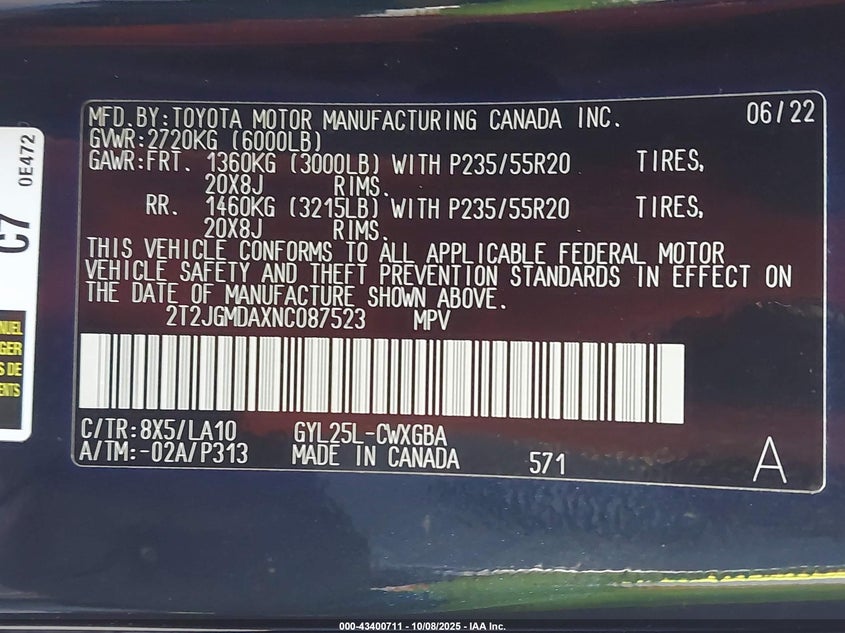 MFD.BY:TOYOTA MOTOR MANUFACTURING CANADA INC. 06/22
GVWR:2720KG (6000LB)
GAWR:FRT. 1360KG (3000LB) WITH P235/55R20 TIRES,
20X8J RIMS.
RR. 1460KG (3215LB) WITH P235/55R20 TIRES,
20X8J RIMS.
THIS VEHICLE CONFORMS TO ALL APPLICABLE FEDERAL MOTOR
VEHICLE SAFETY AND THEFT PREVENTION STANDARDS IN EFFECT ON
THE DATE OF MANUFACTURE SHOWN ABOVE.
2T2JGMDAXNC087523 MPV
C/TR:8X5/LA10 GYL25L-CWXGBA
A/TM:-02A/P313 MADE IN CANADA 571 A
C7 0E472
NUEL
GER
S DE
ENTS
000-43400711 - 10/08/2025 - IAA Inc.